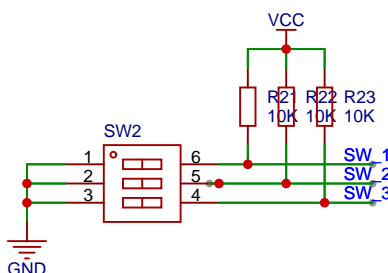 VCC
R21 R22 R23
10K 10K 10K
SW2
1 6 SW_1
2 5 SW_2
3 4 SW_3
GND